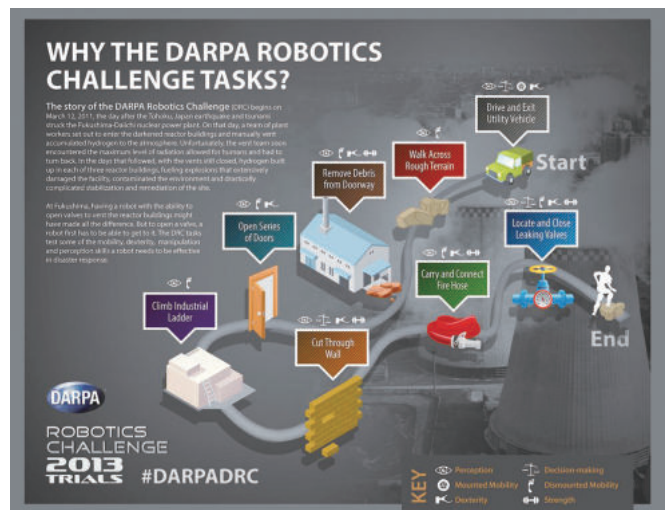 WHY THE DARPA ROBOTICS
CHALLENGE TASKS?
The story of the DARPA Robotics Challenge (DRC) begins on
March 12, 2011, the day after the Tohoku, Japan earthquake and tsunami
struck the Fukushima-Daiichi nuclear power plant. On that day, a team of plant
workers set out to enter the darkened reactor buildings and manually vent
accumulated hydrogen to the atmosphere. Unfortunately, the vent team soon
encountered the maximum level of radiation allowed for humans and had to
turn back. In the days that followed, with the vents still closed, hydrogen built
up in each of three reactor buildings, fueling explosions that extensively
damaged the facility, contaminated the environment and drastically
complicated stabilization and remediation of the site.
At Fukushima, having a robot with the ability to
open valves to vent the reactor buildings might
have made all the difference. But to open a valve, a
robot first has to be able to get to it. The DRC tasks
test some of the mobility, dexterity, manipulation
and perception skills a robot needs to be effective
in disaster response.
Drive and Exit
Utility Vehicle
Start
Walk Across
Rough Terrain
Remove Debris
from Doorway
Open Series
of Doors
Climb Industrial
Ladder
Cut Through
Wall
Carry and Connect
Fire Hose
Locate and Close
Leaking Valves
End
DARPA
ROBOTICS
CHALLENGE
2013
TRIALS
#DARPADRC
KEY
Perception
Decision-making
Mounted Mobility
Dismounted Mobility
Dexterity
Strength